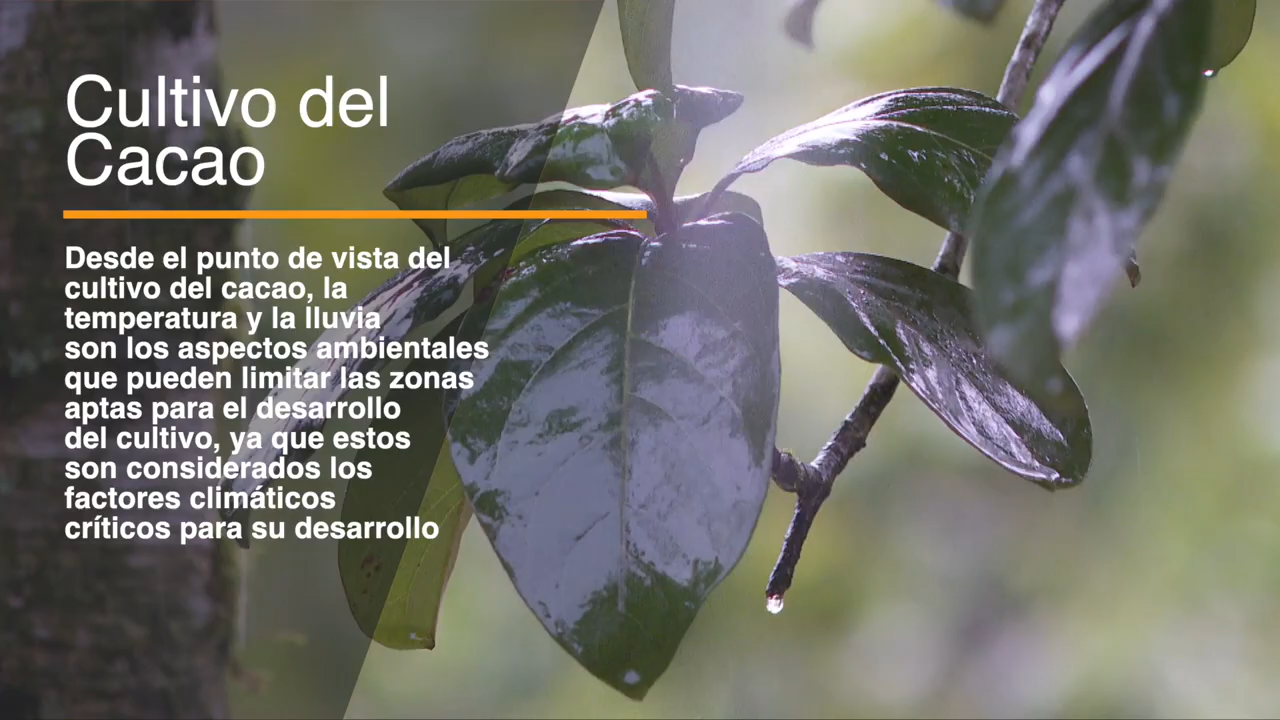 Cultivo del
Cacao
Desde el punto de vista del
cultivo del cacao, la
temperatura y la lluvia
son los aspectos ambientales
que pueden limitar las zonas
aptas para el desarrollo
del cultivo, ya que estos
son considerados los
factores climáticos
críticos para su desarrollo